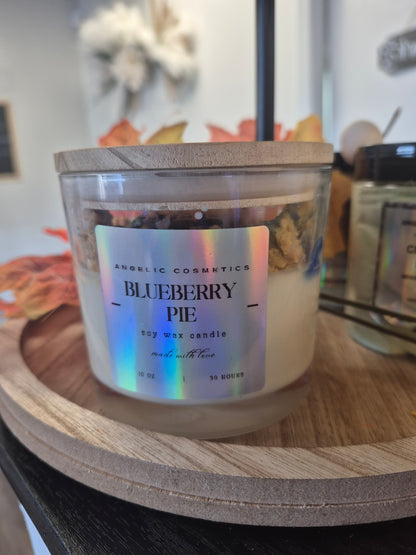 ANGELIC COSMETICS
BLUEBERRY
PIE
soy wax candle
made with love
10 OZ | 50 HOURS